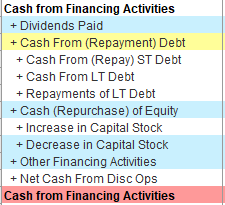 Cash from Financing Activities
+ Dividends Paid
+ Cash From (Repayment) Debt
+ Cash From (Repay) ST Debt
+ Cash From LT Debt
+ Repayments of LT Debt
+ Cash (Repurchase) of Equity
+ Increase in Capital Stock
+ Decrease in Capital Stock
+ Other Financing Activities
+ Net Cash From Disc Ops
Cash from Financing Activities